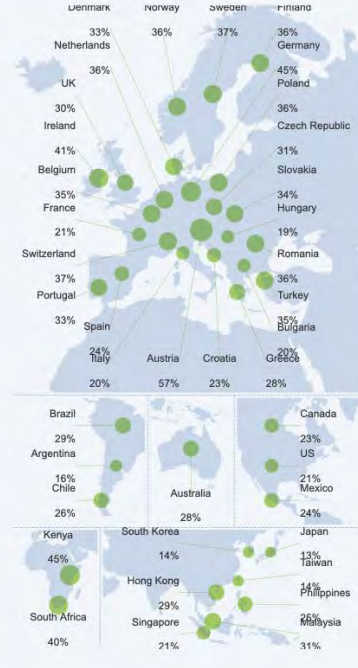 Denmark Norway Sweden Finland
33% 36% 37% 36%
Netherlands Germany
36% 45%
UK Poland
30% 36%
Ireland Czech Republic
41% 31%
Belgium Slovakia
35% 34%
France Hungary
21% 19%
Switzerland Romania
37% 36%
Portugal Turkey
33% 35%
Spain Bulgaria
24% 20%
Italy Austria Croatia Greece
20% 57% 23% 28%
Brazil Canada
29% 23%
Argentina US
16% 21%
Chile Mexico
26% 24%
Australia
28%
Kenya South Korea Japan
45% 14% 13%
Taiwan
14%
Hong Kong Philippines
29% 25%
South Africa Singapore Malaysia
40% 21% 31%